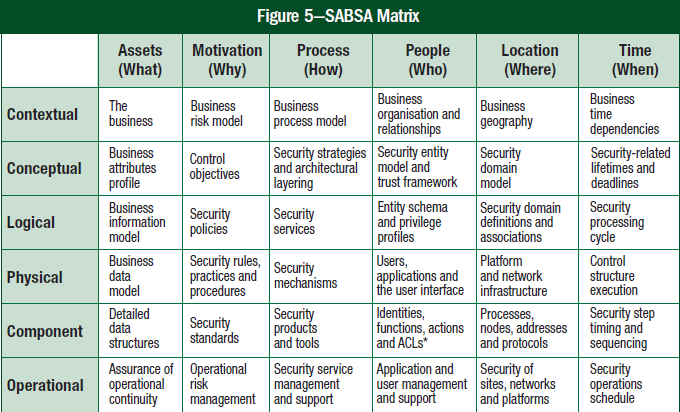 Figure 5—SABSA Matrix
Assets
(What)
Motivation
(Why)
Process
(How)
People
(Who)
Location
(Where)
Time
(When)
Contextual
The
business
Business
risk model
Business
process model
Business
organisation and
relationships
Business
geography
Business
time
dependencies
Conceptual
Business
attributes
profile
Control
objectives
Security strategies
and architectural
layering
Security entity
model and
trust framework
Security
domain
model
Security-related
lifetimes and
deadlines
Logical
Business
information
model
Security
policies
Security
services
Entity schema
and privilege
profiles
Security domain
definitions and
associations
Security
processing
cycle
Physical
Business
data
model
Security rules,
practices and
procedures
Security
mechanisms
Users,
applications and
the user interface
Platform
and network
infrastructure
Control
structure
execution
Component
Detailed
data
structures
Security
standards
Security
products
and tools
Identities,
functions, actions
and ACLs*
Processes,
nodes, addresses
and protocols
Security step
timing and
sequencing
Operational
Assurance of
operational
continuity
Operational
risk
management
Security service
management
and support
Application and
user management
and support
Security of
sites, networks
and platforms
Security
operations
schedule